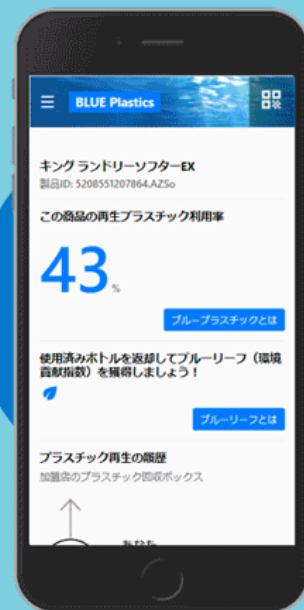 BLUE Plastics
キング ランドリーソフターEX
製品ID: 5208551207864.AZSo
この商品の再生プラスチック利用率
43%
ブループラスチックとは
使用済みボトルを返却してブルーリーフ（環境
貢献指数）を獲得しましょう！
ブルーリーフとは
プラスチック再生の履歴
加盟店のプラスチック回収ボックス
あなた